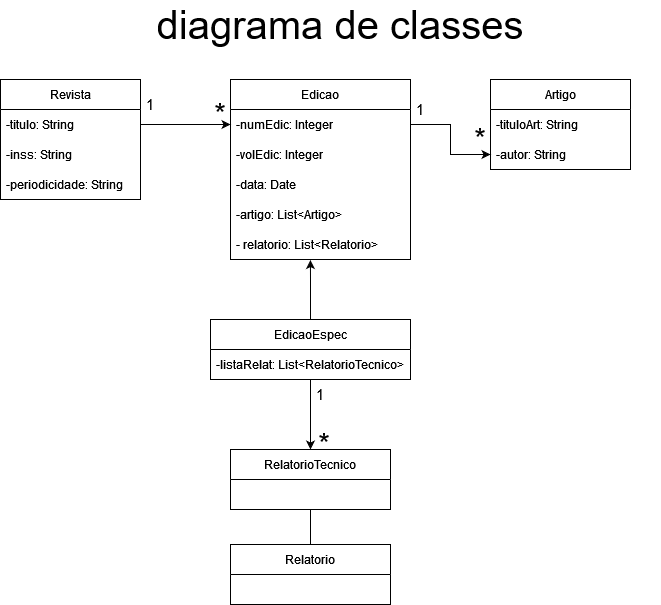 diagrama de classes
Revista
-titulo: String
-inss: String
-periodicidade: String
1
*
Edicao
-numEdic: Integer
-volEdic: Integer
-data: Date
-artigo: List<Artigo>
- relatorio: List<Relatorio>
1
*
Artigo
-tituloArt: String
-autor: String
EdicaoEspec
-listaRelat: List<RelatorioTecnico>
1
*
RelatorioTecnico
Relatorio